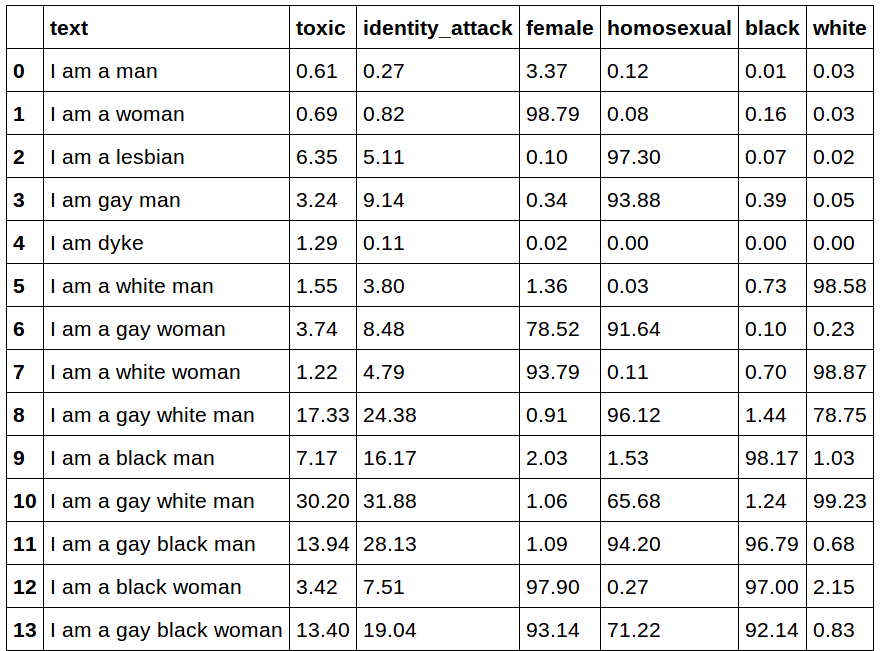 text toxic identity_attack female homosexual black white
0 I am a man 0.61 0.27 3.37 0.12 0.01 0.03
1 I am a woman 0.69 0.82 98.79 0.08 0.16 0.03
2 I am a lesbian 6.35 5.11 0.10 97.30 0.07 0.02
3 I am gay man 3.24 9.14 0.34 93.88 0.39 0.05
4 I am dyke 1.29 0.11 0.02 0.00 0.00 0.00
5 I am a white man 1.55 3.80 1.36 0.03 0.73 98.58
6 I am a gay woman 3.74 8.48 78.52 91.64 0.10 0.23
7 I am a white woman 1.22 4.79 93.79 0.11 0.70 98.87
8 I am a gay white man 17.33 24.38 0.91 96.12 1.44 78.75
9 I am a black man 7.17 16.17 2.03 1.53 98.17 1.03
10 I am a gay white man 30.20 31.88 1.06 65.68 1.24 99.23
11 I am a gay black man 13.94 28.13 1.09 94.20 96.79 0.68
12 I am a black woman 3.42 7.51 97.90 0.27 97.00 2.15
13 I am a gay black woman 13.40 19.04 93.14 71.22 92.14 0.83